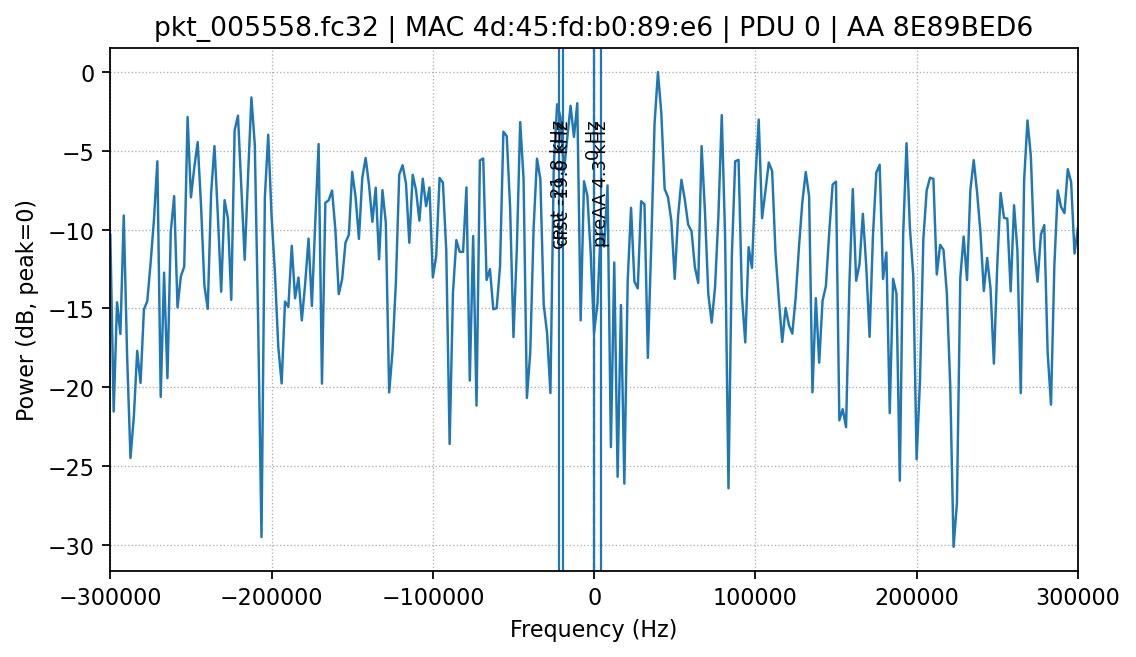 pkt_005558.fc32 | MAC 4d:45:fd:b0:89:e6 | PDU 0 | AA 8E89BED6
0
−5
−10
−15
−20
−25
−30
Power (dB, peak=0)
0 Hz
preAA 4.3 kHz
−300000
−200000
−100000
0
100000
200000
300000
Frequency (Hz)